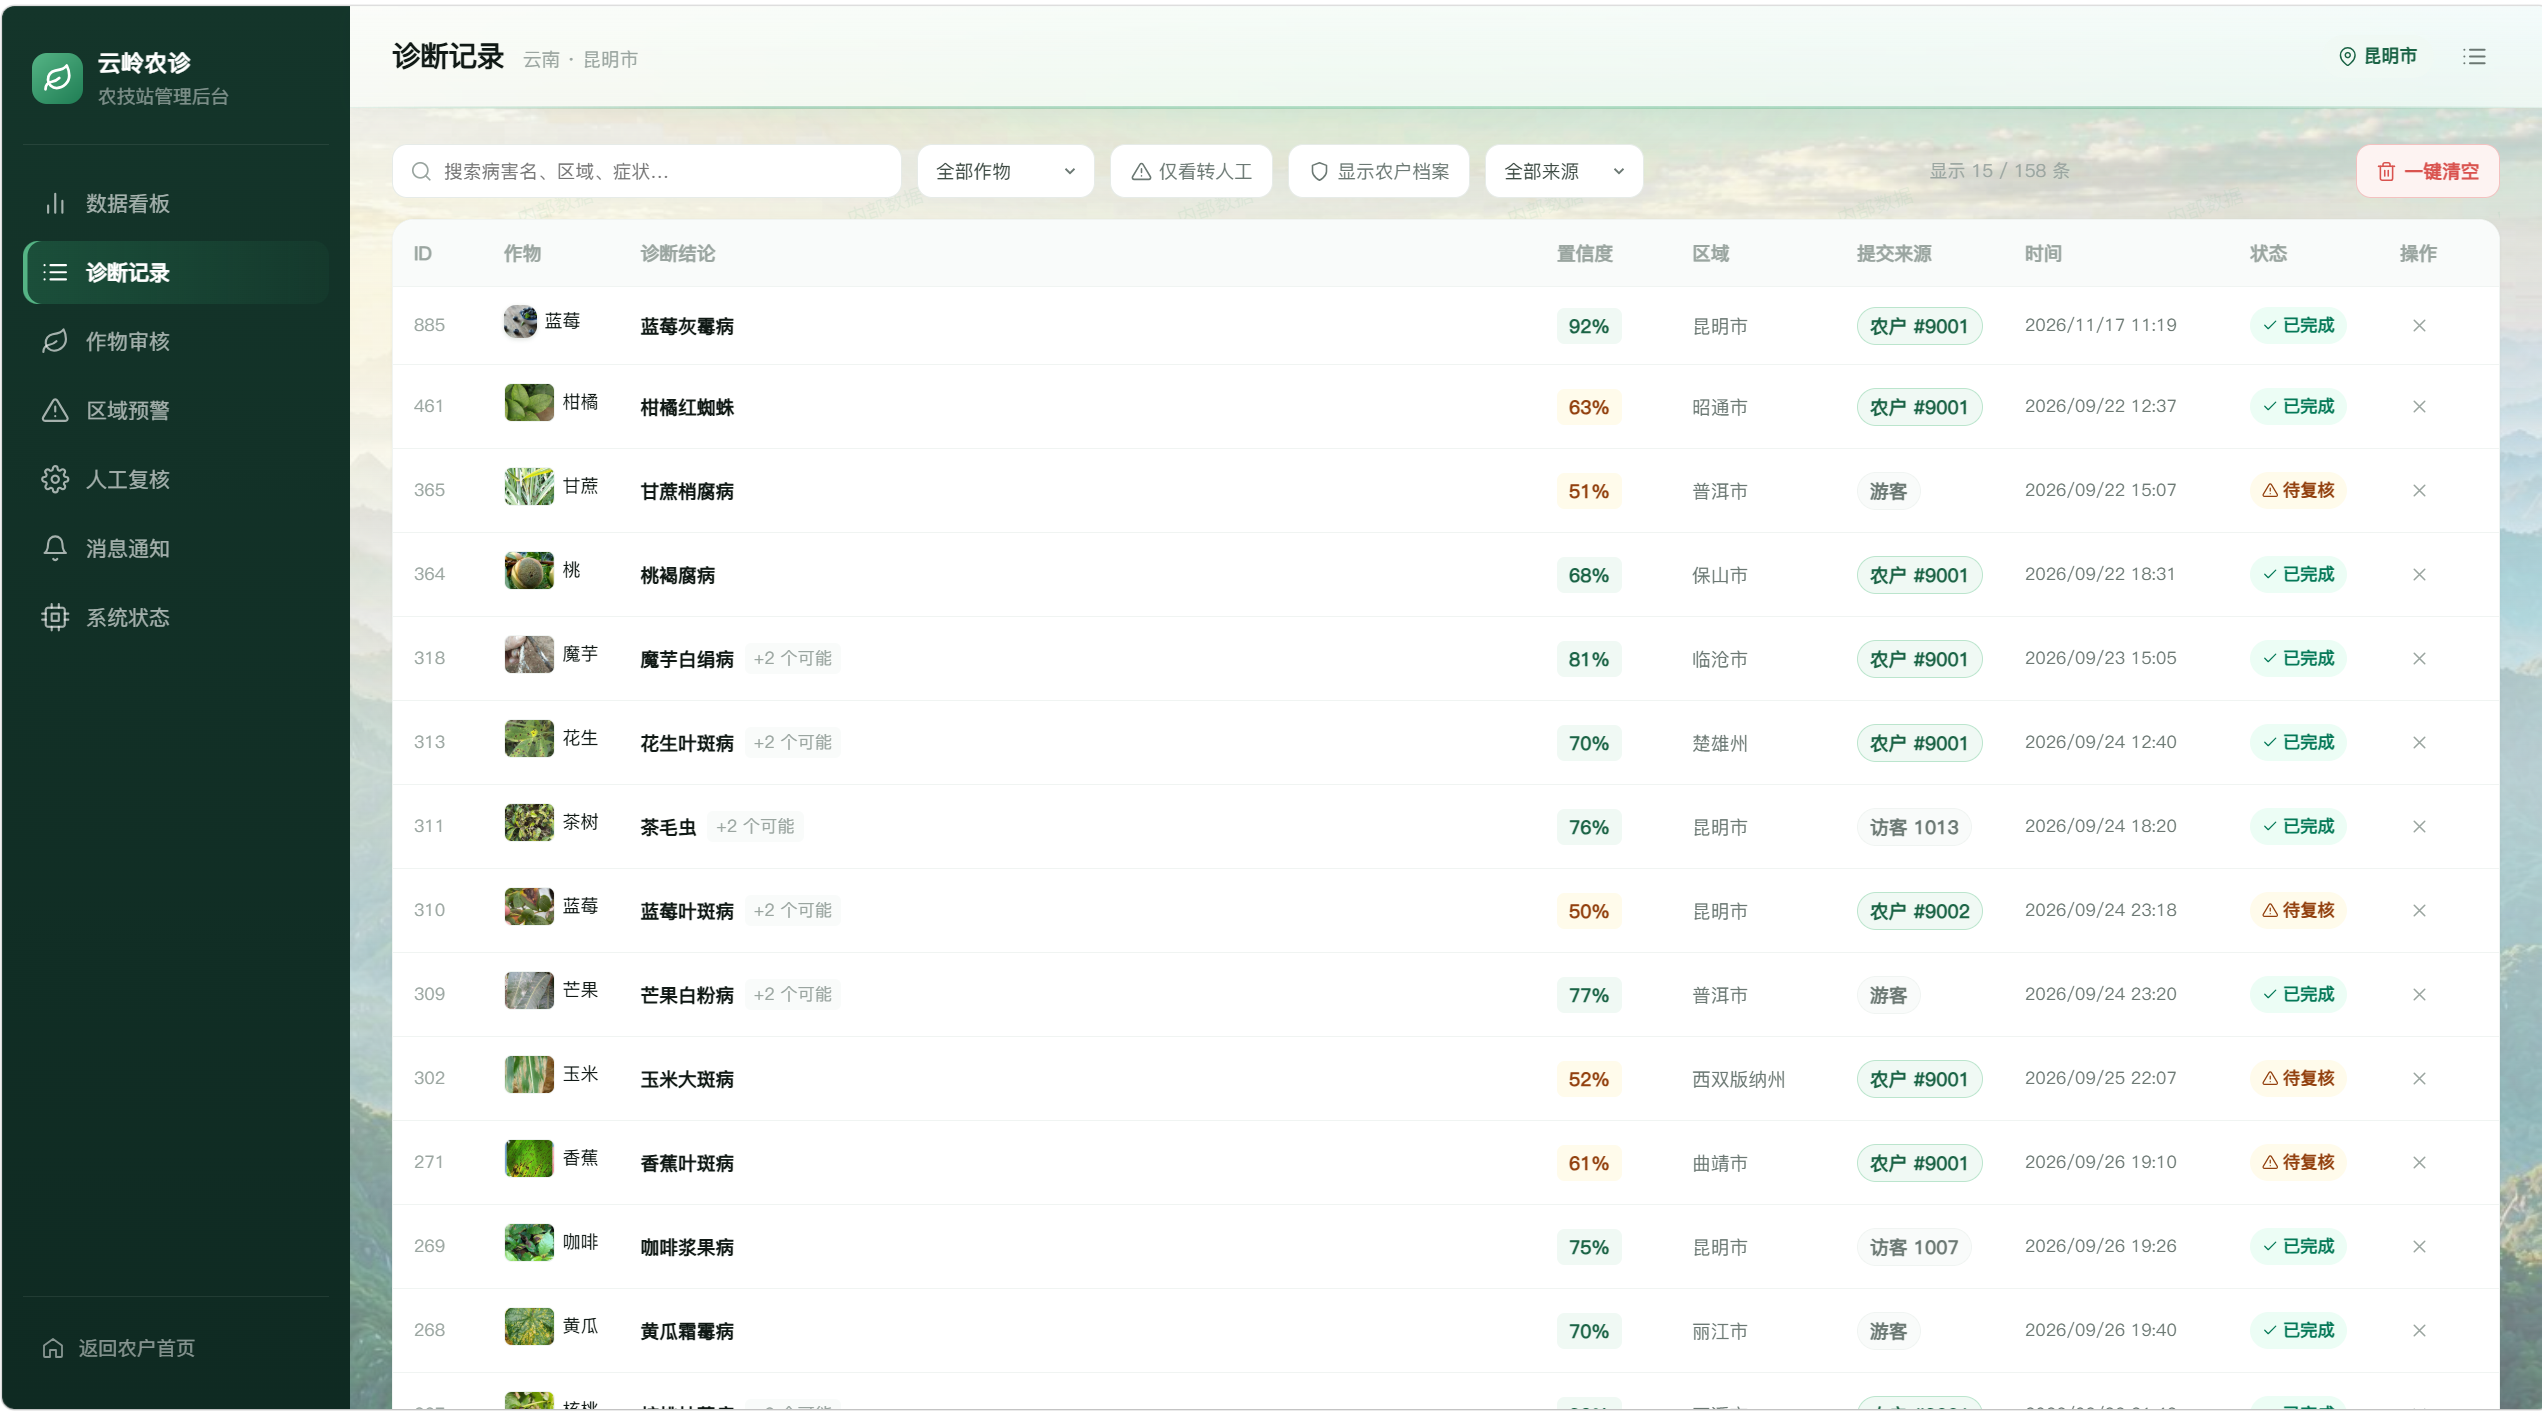 云岭农诊
农技站管理后台
数据看板
诊断记录
作物审核
区域预警
人工复核
消息通知
系统状态
返回农户首页
诊断记录 云南 · 昆明市
昆明市
搜索病害名、区域、症状… 全部作物 仅看转人工 显示农户档案 全部来源 显示 15 / 158 条 一键清空
ID 作物 诊断结论 置信度 区域 提交来源 时间 状态 操作
885 蓝莓 蓝莓灰霉病 92% 昆明市 农户 #9001 2026/11/17 11:19 已完成
461 柑橘 柑橘红蜘蛛 63% 昭通市 农户 #9001 2026/09/22 12:37 已完成
365 甘蔗 甘蔗梢腐病 51% 普洱市 游客 2026/09/22 15:07 待复核
364 桃 桃褐腐病 68% 保山市 农户 #9001 2026/09/22 18:31 已完成
318 魔芋 魔芋白绢病 +2 个可能 81% 临沧市 农户 #9001 2026/09/23 15:05 已完成
313 花生 花生叶斑病 +2 个可能 70% 楚雄州 农户 #9001 2026/09/24 12:40 已完成
311 茶树 茶毛虫 +2 个可能 76% 昆明市 访客 1013 2026/09/24 18:20 已完成
310 蓝莓 蓝莓叶斑病 +2 个可能 50% 昆明市 农户 #9002 2026/09/24 23:18 待复核
309 芒果 芒果白粉病 +2 个可能 77% 普洱市 游客 2026/09/24 23:20 已完成
302 玉米 玉米大斑病 52% 西双版纳州 农户 #9001 2026/09/25 22:07 待复核
271 香蕉 香蕉叶斑病 61% 曲靖市 农户 #9001 2026/09/26 19:10 待复核
269 咖啡 咖啡浆果病 75% 昆明市 访客 1007 2026/09/26 19:26 已完成
268 黄瓜 黄瓜霜霉病 70% 丽江市 游客 2026/09/26 19:40 已完成